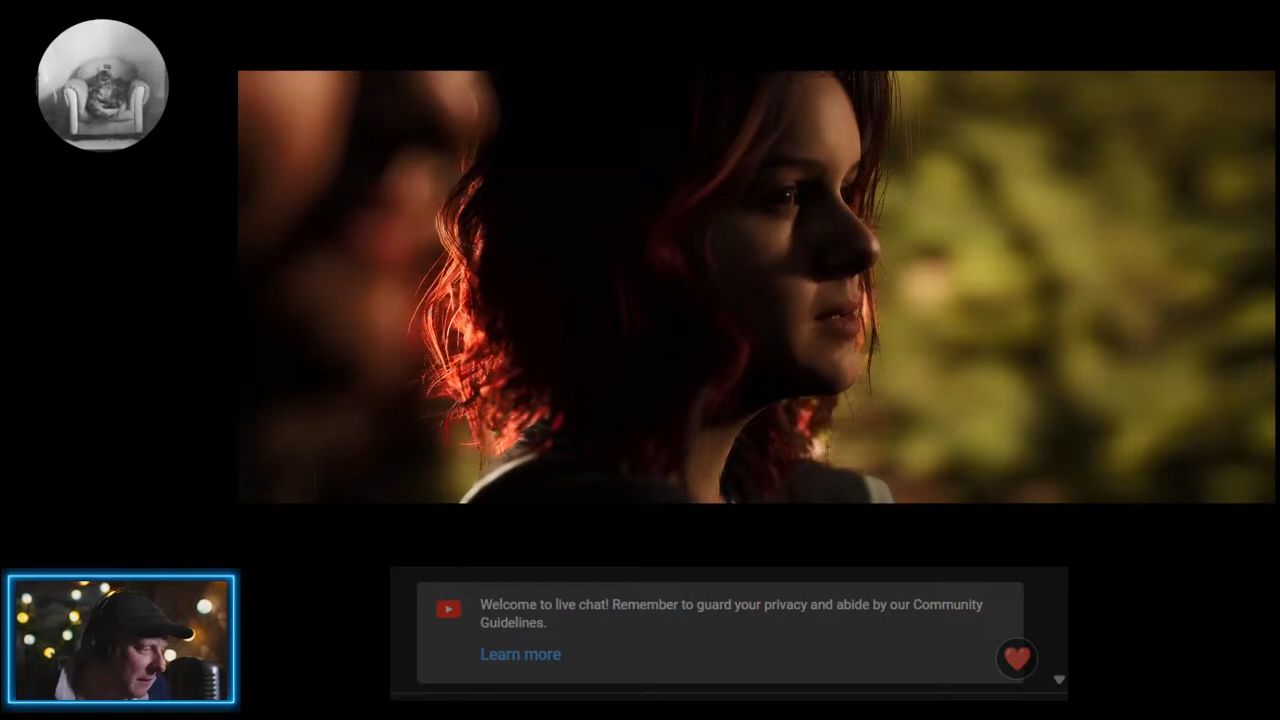 Welcome to live chat! Remember to guard your privacy and abide by our Community
Guidelines.
Learn more